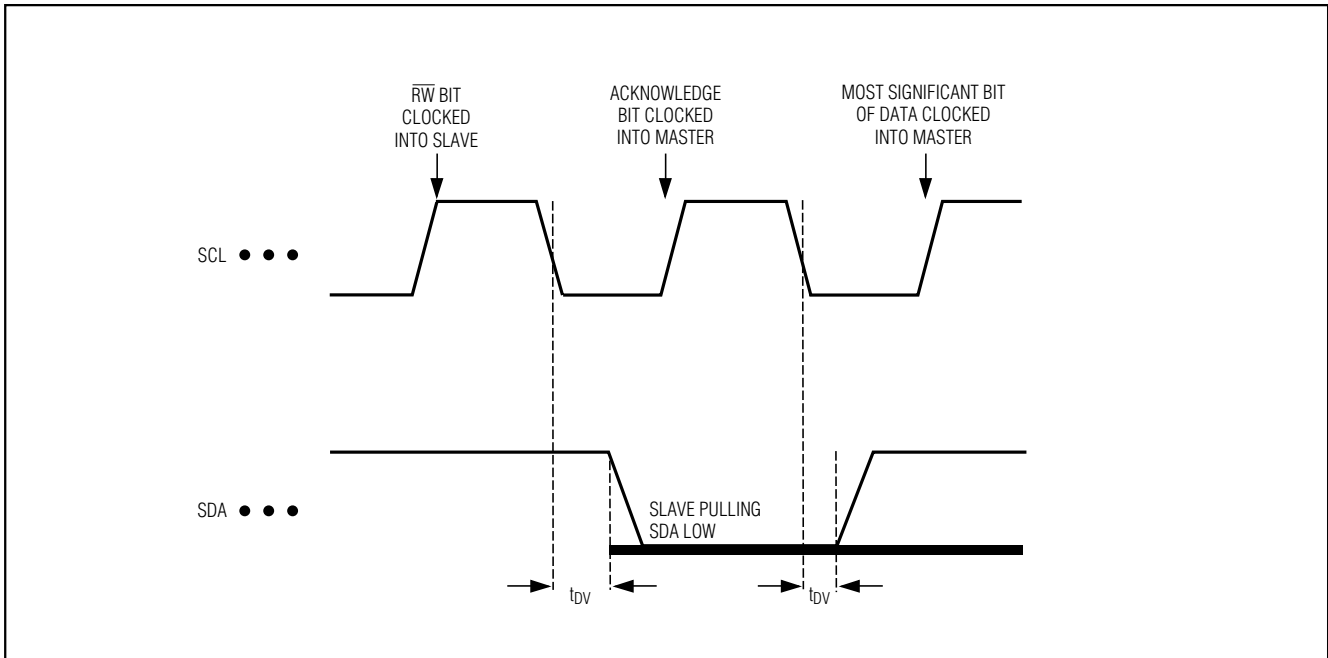 RW BIT
CLOCKED
INTO SLAVE
ACKNOWLEDGE
BIT CLOCKED
INTO MASTER
MOST SIGNIFICANT BIT
OF DATA CLOCKED
INTO MASTER
SCL
SDA
SLAVE PULLING
SDA LOW
tDV
tDV